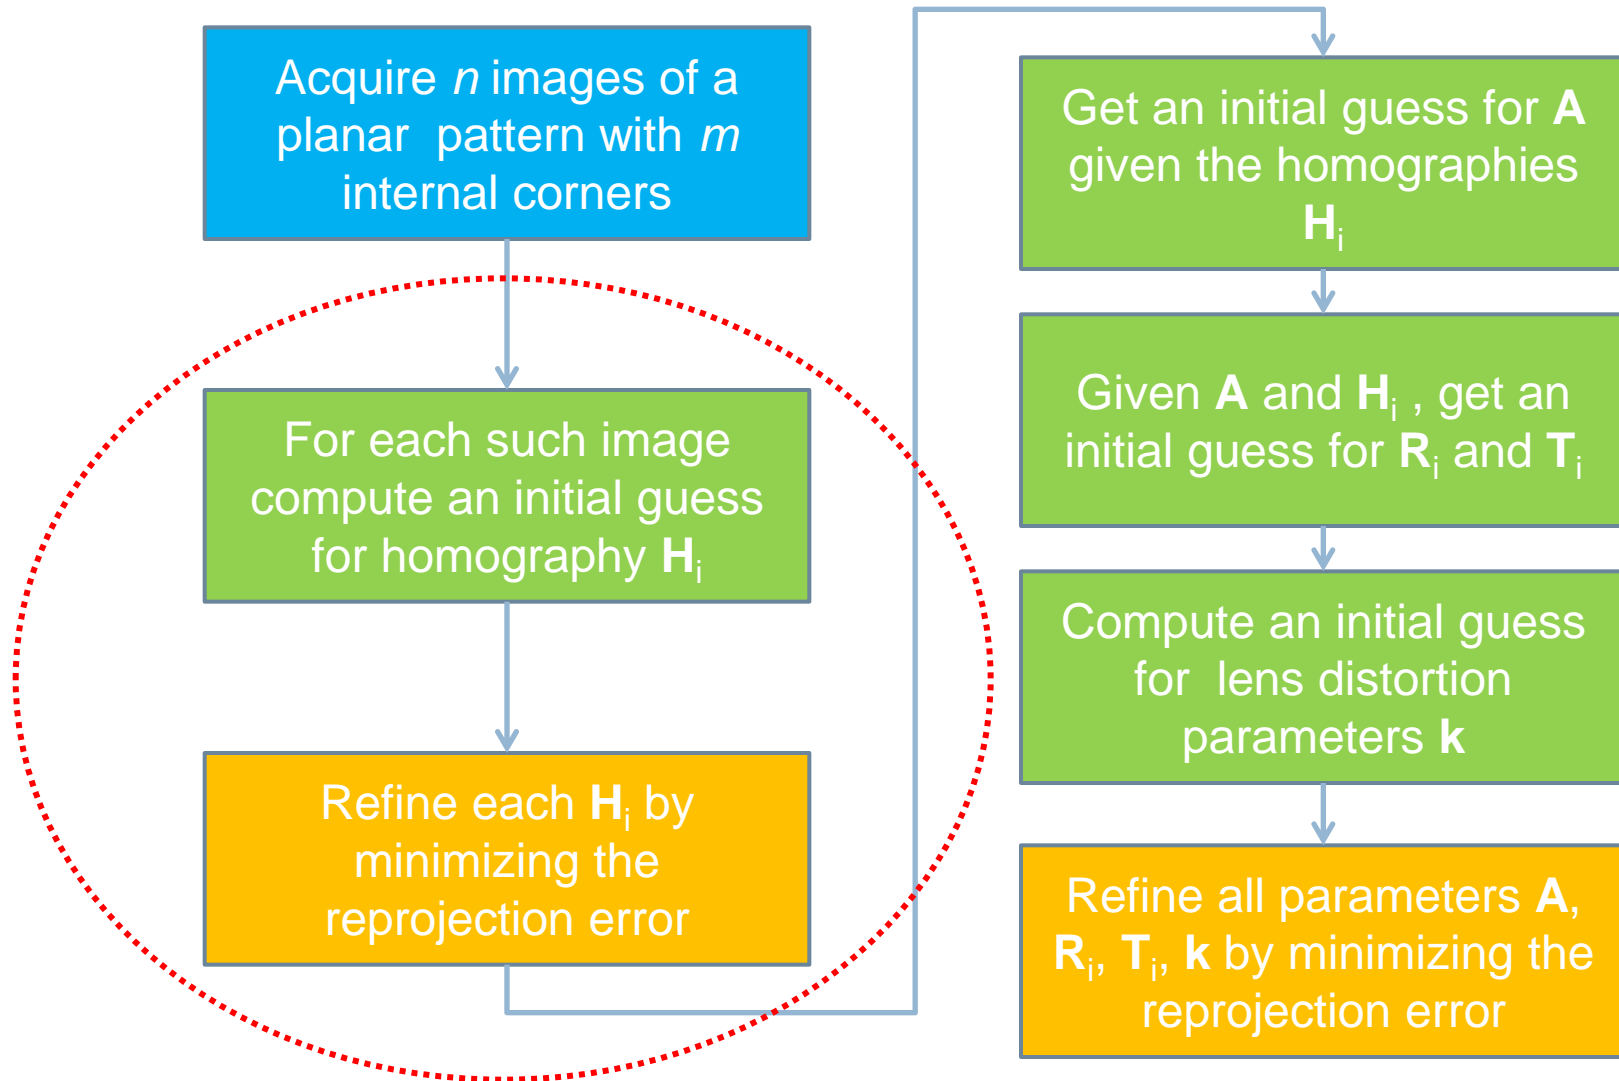 Acquire n images of a
planar pattern with m
internal corners
For each such image
compute an initial guess
for homography Hi
Refine each Hi by
minimizing the
reprojection error
Get an initial guess for A
given the homographies
Hi
Given A and Hi , get an
initial guess for Ri and Ti
Compute an initial guess
for lens distortion
parameters k
Refine all parameters A,
Ri, Ti, k by minimizing the
reprojection error